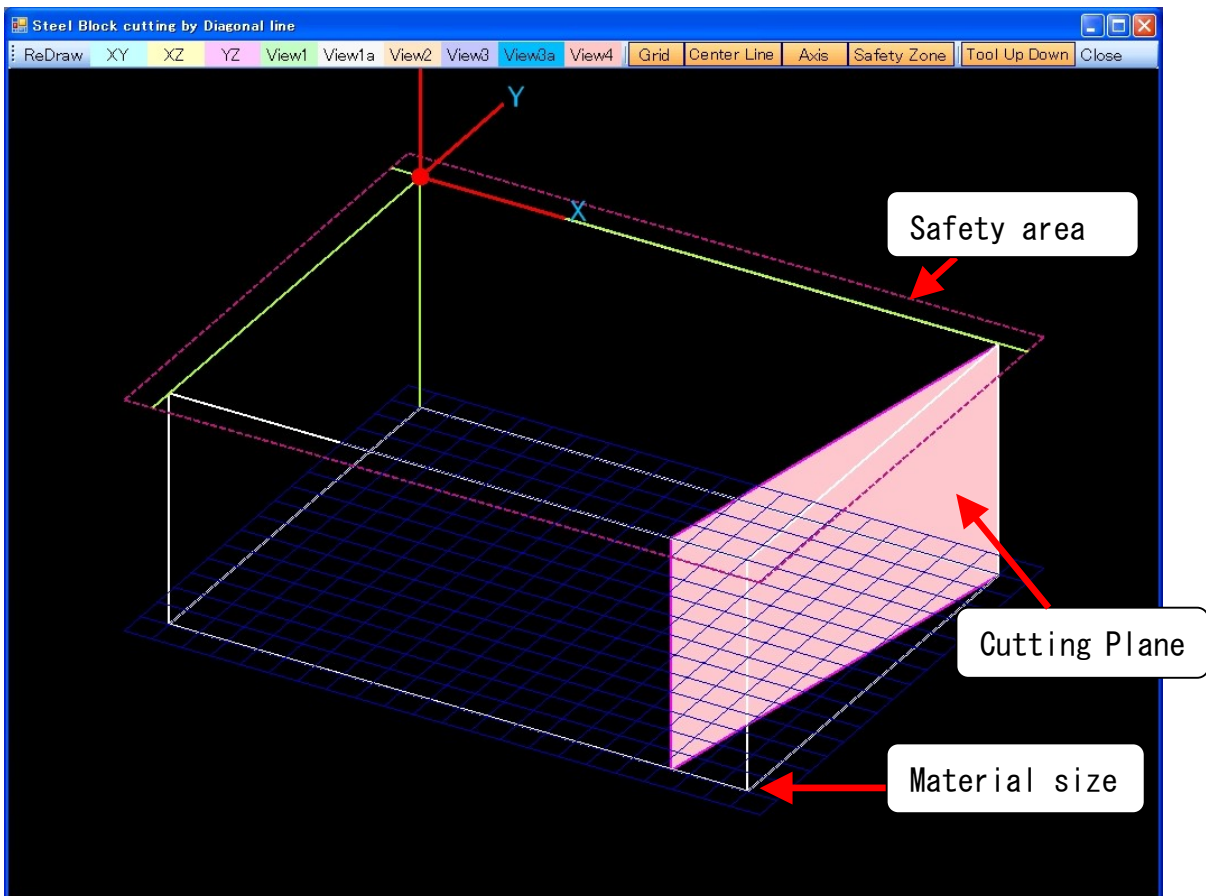 Steel Block cutting by Diagonal line
ReDraw XY XZ YZ View1 View1a View2 View3 View3a View4 Grid Center Line Axis Safety Zone Tool Up Down Close
Y
X
Safety area
Cutting Plane
Material size